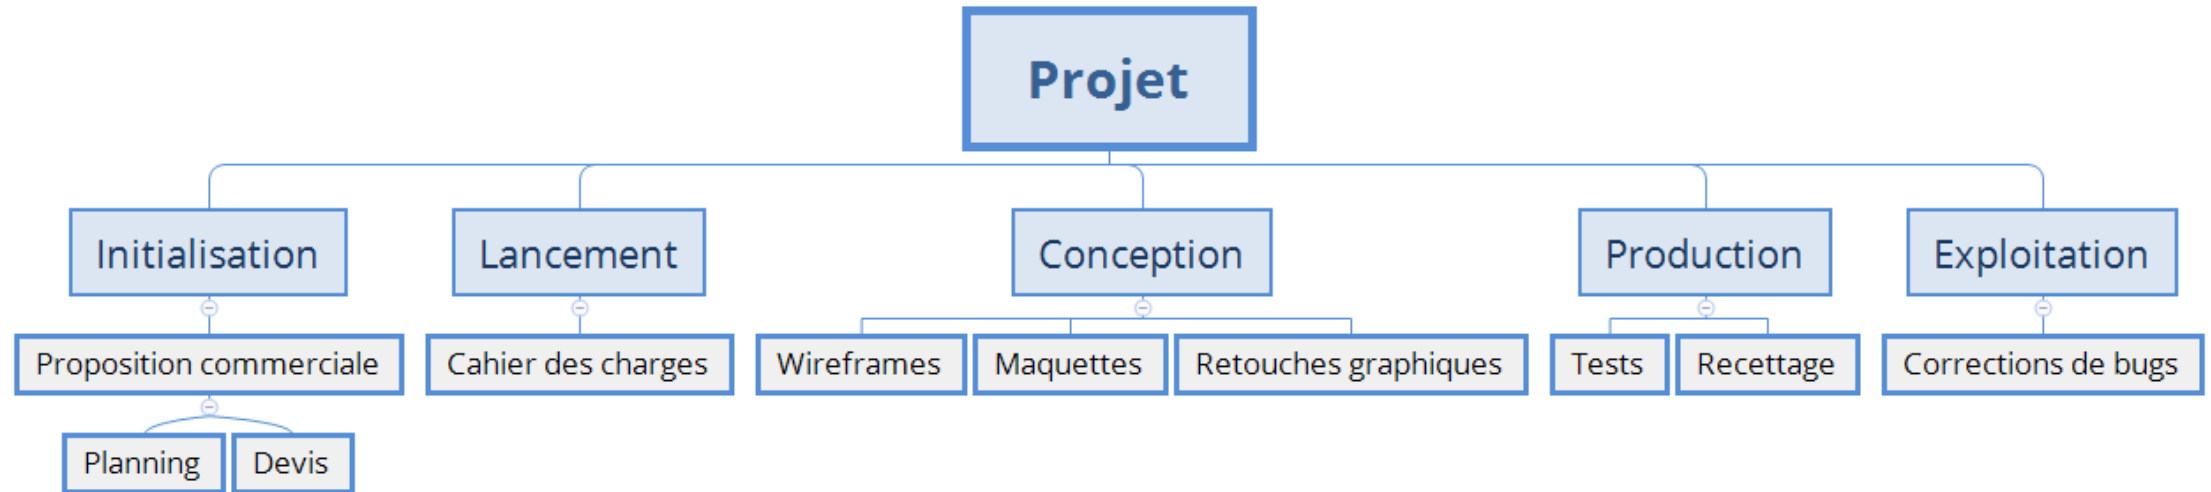 Projet
Initialisation
Lancement
Conception
Production
Exploitation
Proposition commerciale
Cahier des charges
Wireframes
Maquettes
Retouches graphiques
Tests
Recettage
Corrections de bugs
Planning
Devis